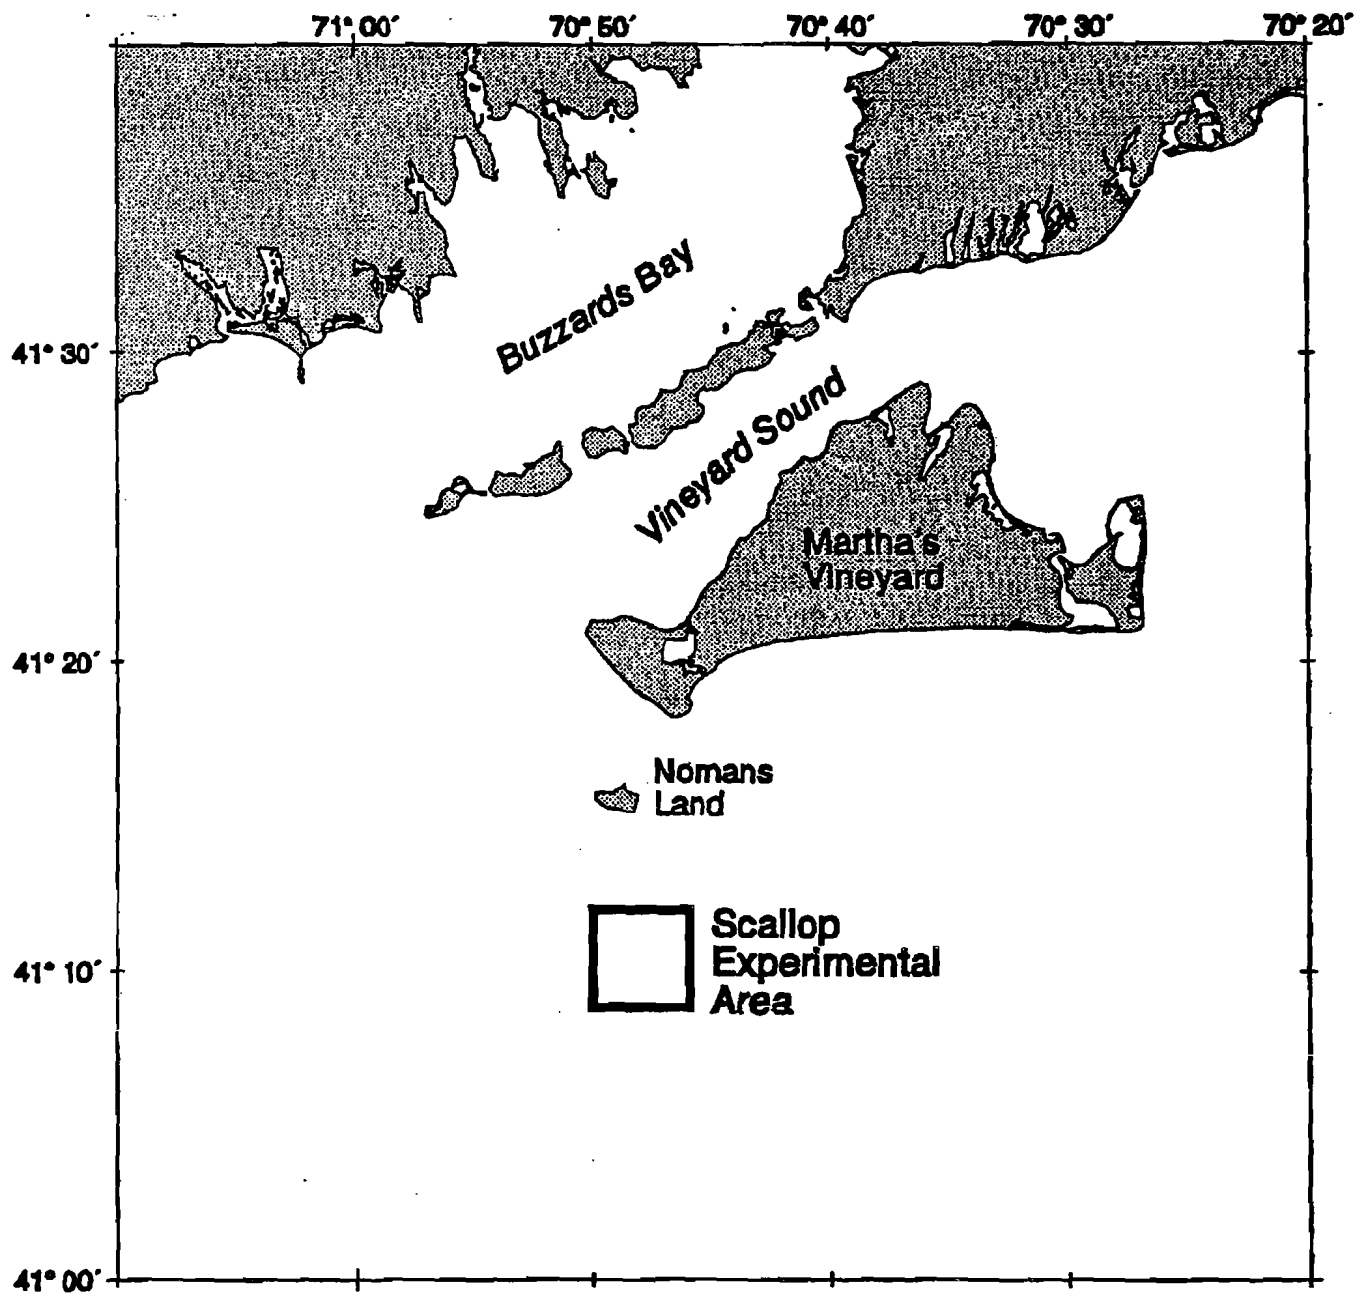 71° 00′
70° 50′
70° 40′
70° 30′
70° 20′
Buzzards Bay
41° 30′
Vineyard Sound
Martha's
Vineyard
41° 20′
Nomans
Land
Scallop
Experimental
Area
41° 10′
41° 00′